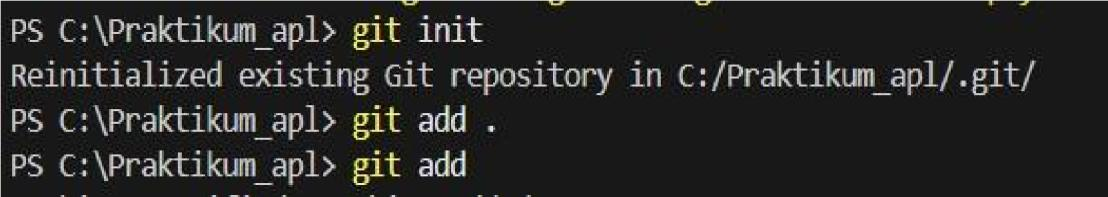 PS C:\Praktikum_apl> git init
Reinitialized existing Git repository in C:/Praktikum_apl/.git/
PS C:\Praktikum_apl> git add .
PS C:\Praktikum_apl> git add